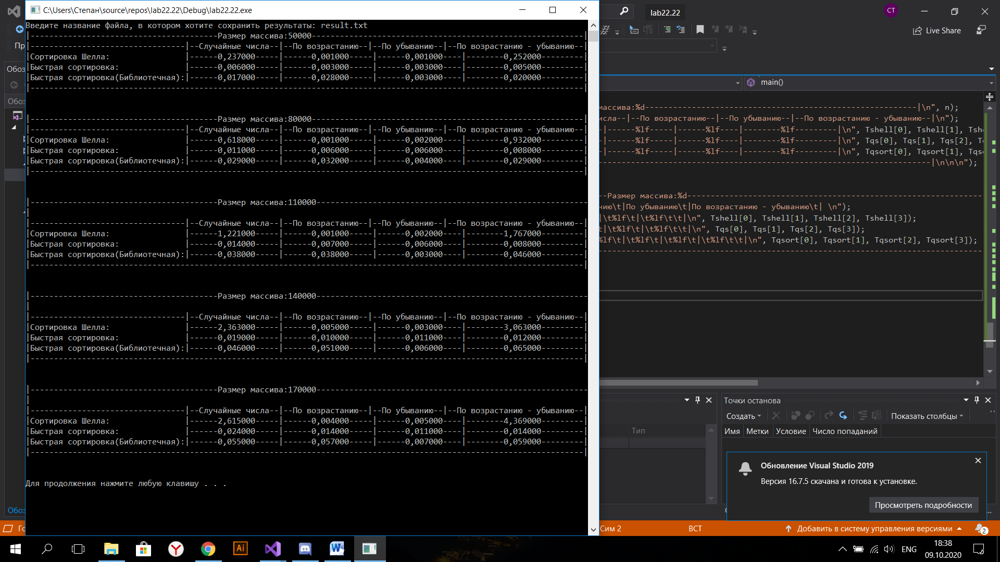 C:\Users\Степан\source\repos\lab22.22\Debug\lab22.22.exe
Введите название файла, в котором хотите сохранить результаты: result.txt
|----------------------------------------Размер массива:50000----------------------------------------------------------|
|---------------------------------|--Случайные числа--|--По возрастанию--|--По убыванию--|--По возрастанию - убыванию--|
|Сортировка Шелла:                |------0,237000-----|------0,001000-----|------0,001000----|--------0,252000---------|
|Быстрая сортировка:              |------0,006000-----|------0,003000-----|------0,003000----|--------0,005000---------|
|Быстрая сортировка(Библиотечная):|------0,017000-----|------0,028000-----|------0,003000----|--------0,020000---------|
|----------------------------------------------------------------------------------------------------------------------|
|----------------------------------------Размер массива:80000----------------------------------------------------------|
|---------------------------------|--Случайные числа--|--По возрастанию--|--По убыванию--|--По возрастанию - убыванию--|
|Сортировка Шелла:                |------0,618000-----|------0,001000-----|------0,002000----|--------0,932000---------|
|Быстрая сортировка:              |------0,011000-----|------0,006000-----|------0,006000----|--------0,008000---------|
|Быстрая сортировка(Библиотечная):|------0,029000-----|------0,032000-----|------0,004000----|--------0,029000---------|
|----------------------------------------------------------------------------------------------------------------------|
|----------------------------------------Размер массива:110000----------------------------------------------------------
|
|---------------------------------|--Случайные числа--|--По возрастанию--|--По убыванию--|--По возрастанию - убыванию--|
|Сортировка Шелла:                |------1,221000-----|------0,001000-----|------0,002000----|--------1,767000---------|
|Быстрая сортировка:              |------0,014000-----|------0,007000-----|------0,006000----|--------0,008000---------|
|Быстрая сортировка(Библиотечная):|------0,038000-----|------0,038000-----|------0,003000----|--------0,046000---------|
|----------------------------------------------------------------------------------------------------------------------|
|----------------------------------------Размер массива:140000----------------------------------------------------------
|
|---------------------------------|--Случайные числа--|--По возрастанию--|--По убыванию--|--По возрастанию - убыванию--|
|Сортировка Шелла:                |------2,363000-----|------0,005000-----|------0,003000----|--------3,063000---------|
|Быстрая сортировка:              |------0,019000-----|------0,010000-----|------0,011000----|--------0,012000---------|
|Быстрая сортировка(Библиотечная):|------0,046000-----|------0,051000-----|------0,006000----|--------0,065000---------|
|----------------------------------------------------------------------------------------------------------------------|
|----------------------------------------Размер массива:170000----------------------------------------------------------
|
|---------------------------------|--Случайные числа--|--По возрастанию--|--По убыванию--|--По возрастанию - убыванию--|
|Сортировка Шелла:                |------2,615000-----|------0,004000-----|------0,005000----|--------4,369000---------|
|Быстрая сортировка:              |------0,024000-----|------0,014000-----|------0,011000----|--------0,014000---------|
|Быстрая сортировка(Библиотечная):|------0,055000-----|------0,057000-----|------0,007000----|--------0,059000---------|
|----------------------------------------------------------------------------------------------------------------------|
Для продолжения нажмите любую клавишу . . .
lab22.22
СТ
Live Share
main()
массива:%d----------------------------------------------------------|\n", n);
исла--|--По возрастанию--|--По убыванию--|--По возрастанию - убыванию--|\n");
-|------%lf-----|------%lf----|--------%lf---------|\n", Tshell[0], Tshell[1], Tshe
-|------%lf-----|------%lf----|--------%lf---------|\n", Tqs[0], Tqs[1], Tqs[2], Tq
-|------%lf-----|------%lf----|--------%lf---------|\n", Tqsort[0], Tqsort[1], Tqso
-----------------------------------------------------------------------|\n\n\n");
--Размер массива:%d---------------------------------------------------------------
нию\t|По убыванию\t|По возрастанию - убыванию\t| \n");
|\t%lf\t|\t%lf\t\t|\n", Tshell[0], Tshell[1], Tshell[2], Tshell[3]);
t|\t%lf\t|\t%lf\t\t|\n", Tqs[0], Tqs[1], Tqs[2], Tqs[3]);
%lf\t|\t%lf\t|\t%lf\t|\t%lf\t\t|\n", Tqsort[0], Tqsort[1], Tqsort[2], Tqsort[3]);
----------------------------------------------------------------------------------
Тип
Точки останова
Создать
Показать столбцы
Имя Метки Условие Число попаданий
Обновление Visual Studio 2019
Версия 16.7.5 скачана и готова к установке.
Просмотреть подробности
Пр
Обоз
Обоз
Обоз
Го
Сим 2
ВСТ
Добавить в систему управления версиями
2
Ai
ENG
18:38
09.10.2020